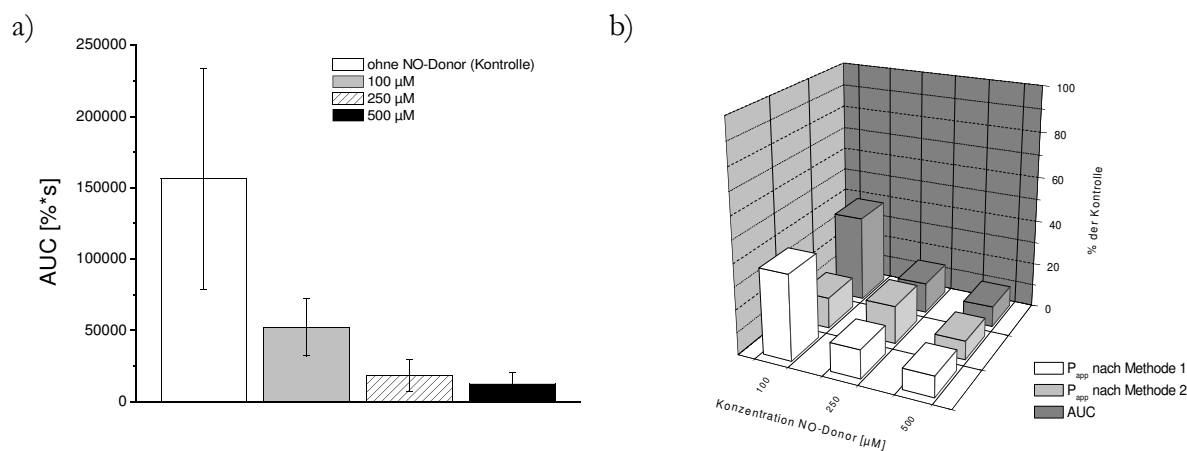 a)
250000
200000
150000
100000
50000
0
AUC [%*s]
ohne NO-Donor (Kontrolle)
100 µM
250 µM
500 µM
b)
100
80
60
40
20
0
% der Kontrolle
100
250
500
Konzentration NO-Donor [µM]
Papp nach Methode 1
Papp nach Methode 2
AUC